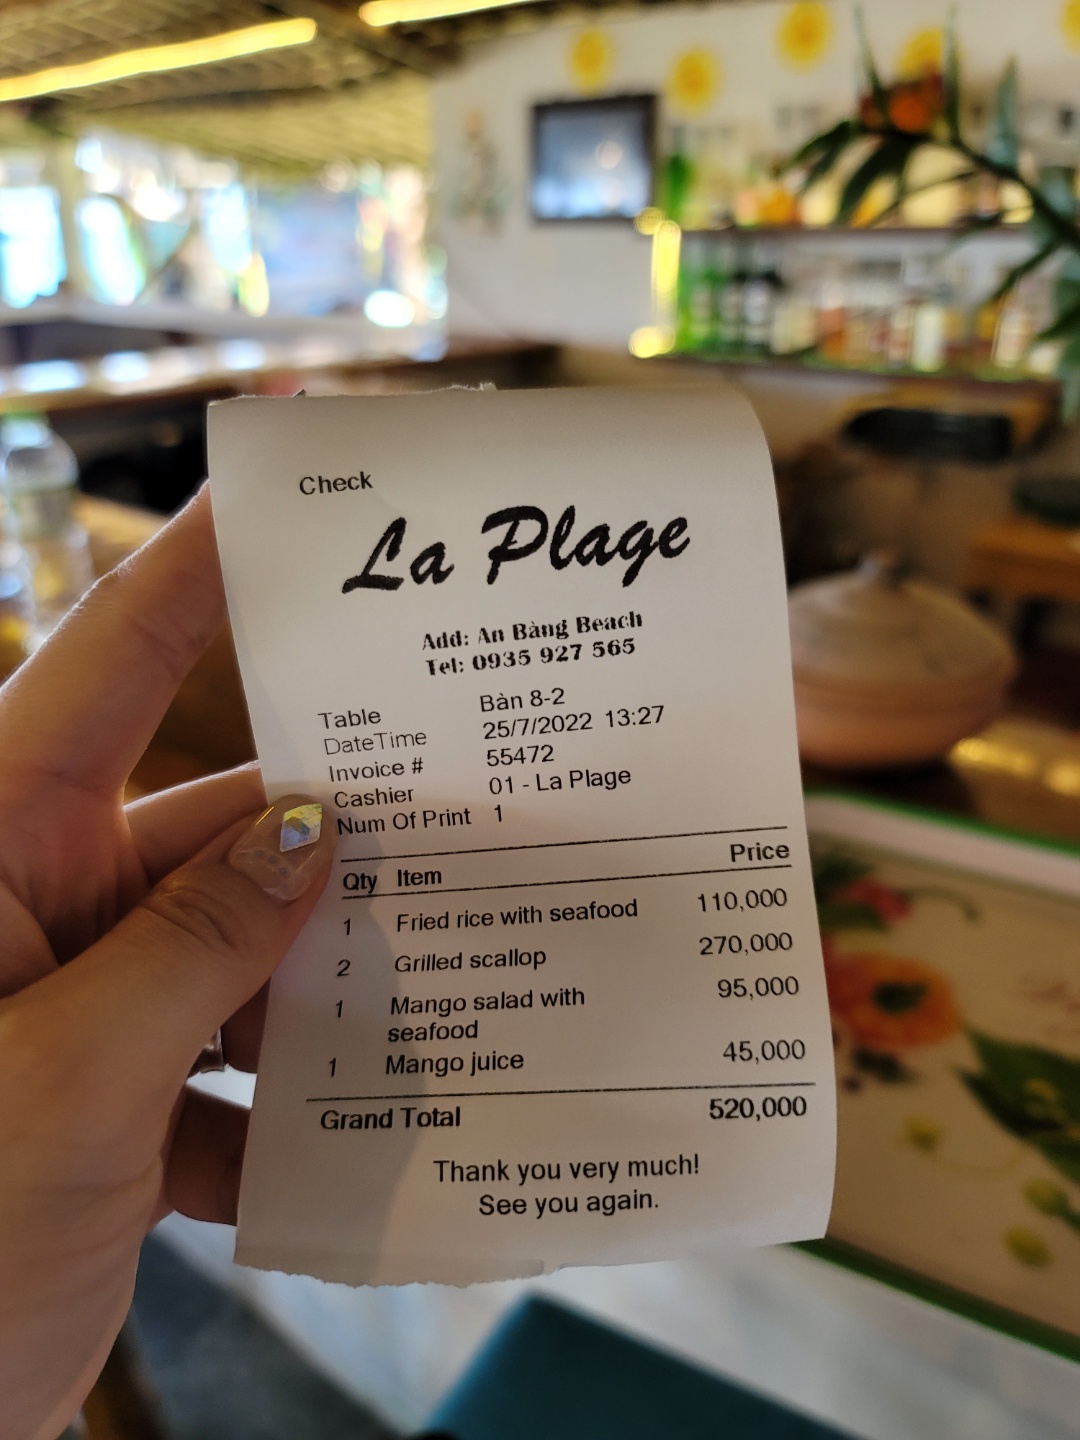 Check
La Plage
Add: An Bàng Beach
Tel: 0935 927 565
Table Bàn 8-2
DateTime 25/7/2022 13:27
Invoice # 55472
Cashier 01 - La Plage
Num Of Print 1
Qty Item Price
1 Fried rice with seafood 110,000
2 Grilled scallop 270,000
1 Mango salad with 95,000
seafood
1 Mango juice 45,000
Grand Total 520,000
Thank you very much!
See you again.